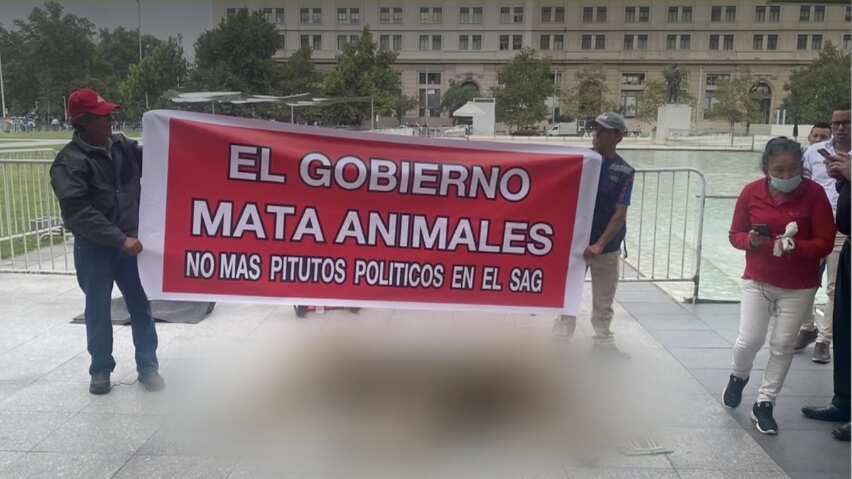 EL GOBIERNO
MATA ANIMALES
NO MAS PITUTOS POLITICOS EN EL SAG